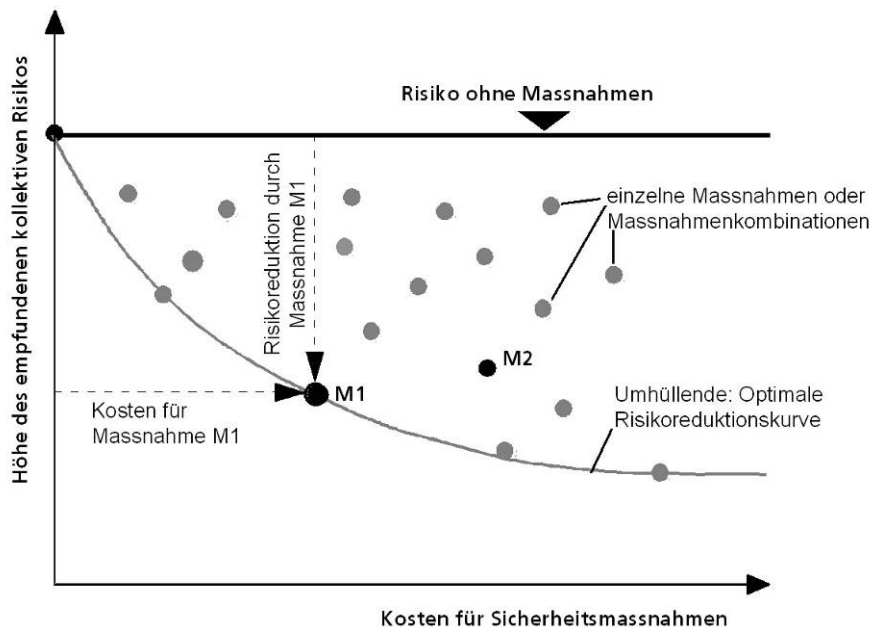 Höhe des empfundenen kollektiven Risikos
Risiko ohne Massnahmen
Risikoreduktion durch
Massnahme M1
einzelne Massnahmen oder
Massnahmenkombinationen
M2
M1
Kosten für
Massnahme M1
Umhüllende: Optimale
Risikoreduktionskurve
Kosten für Sicherheitsmassnahmen